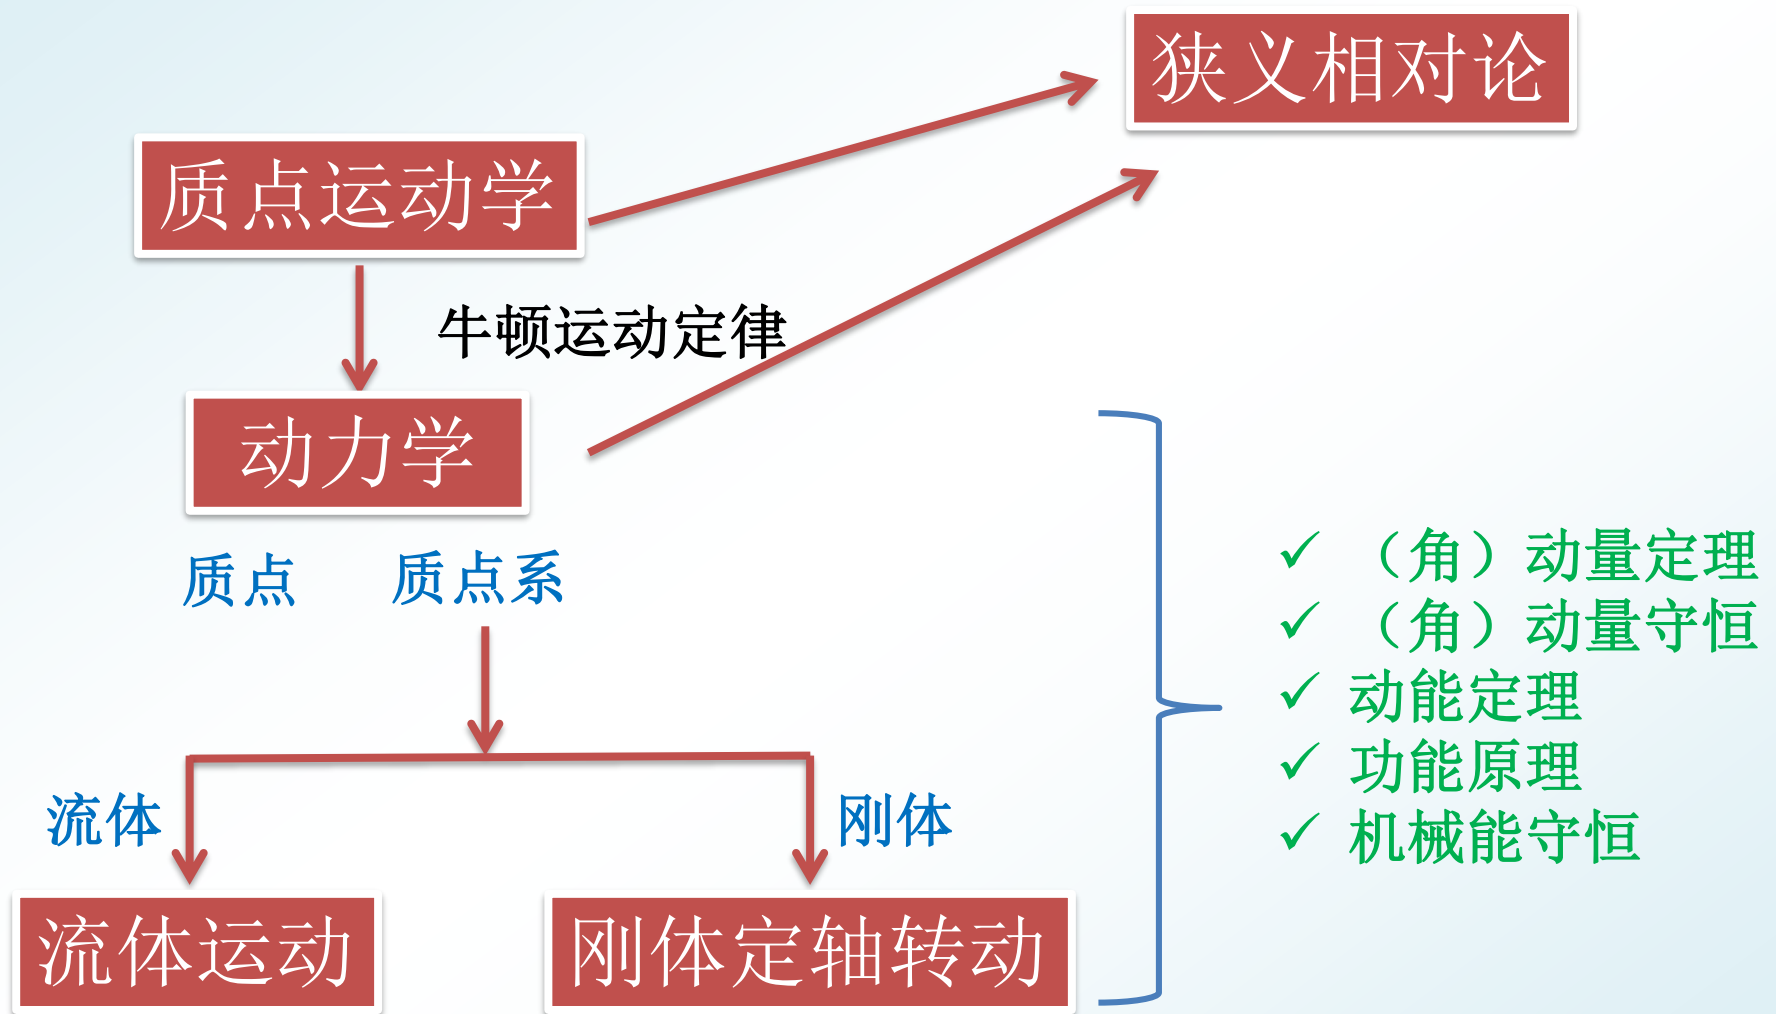 狭义相对论
质点运动学
牛顿运动定律
动力学
质点 质点系
流体
刚体
流体运动
刚体定轴转动
✓ （角）动量定理
✓ （角）动量守恒
✓ 动能定理
✓ 功能原理
✓ 机械能守恒